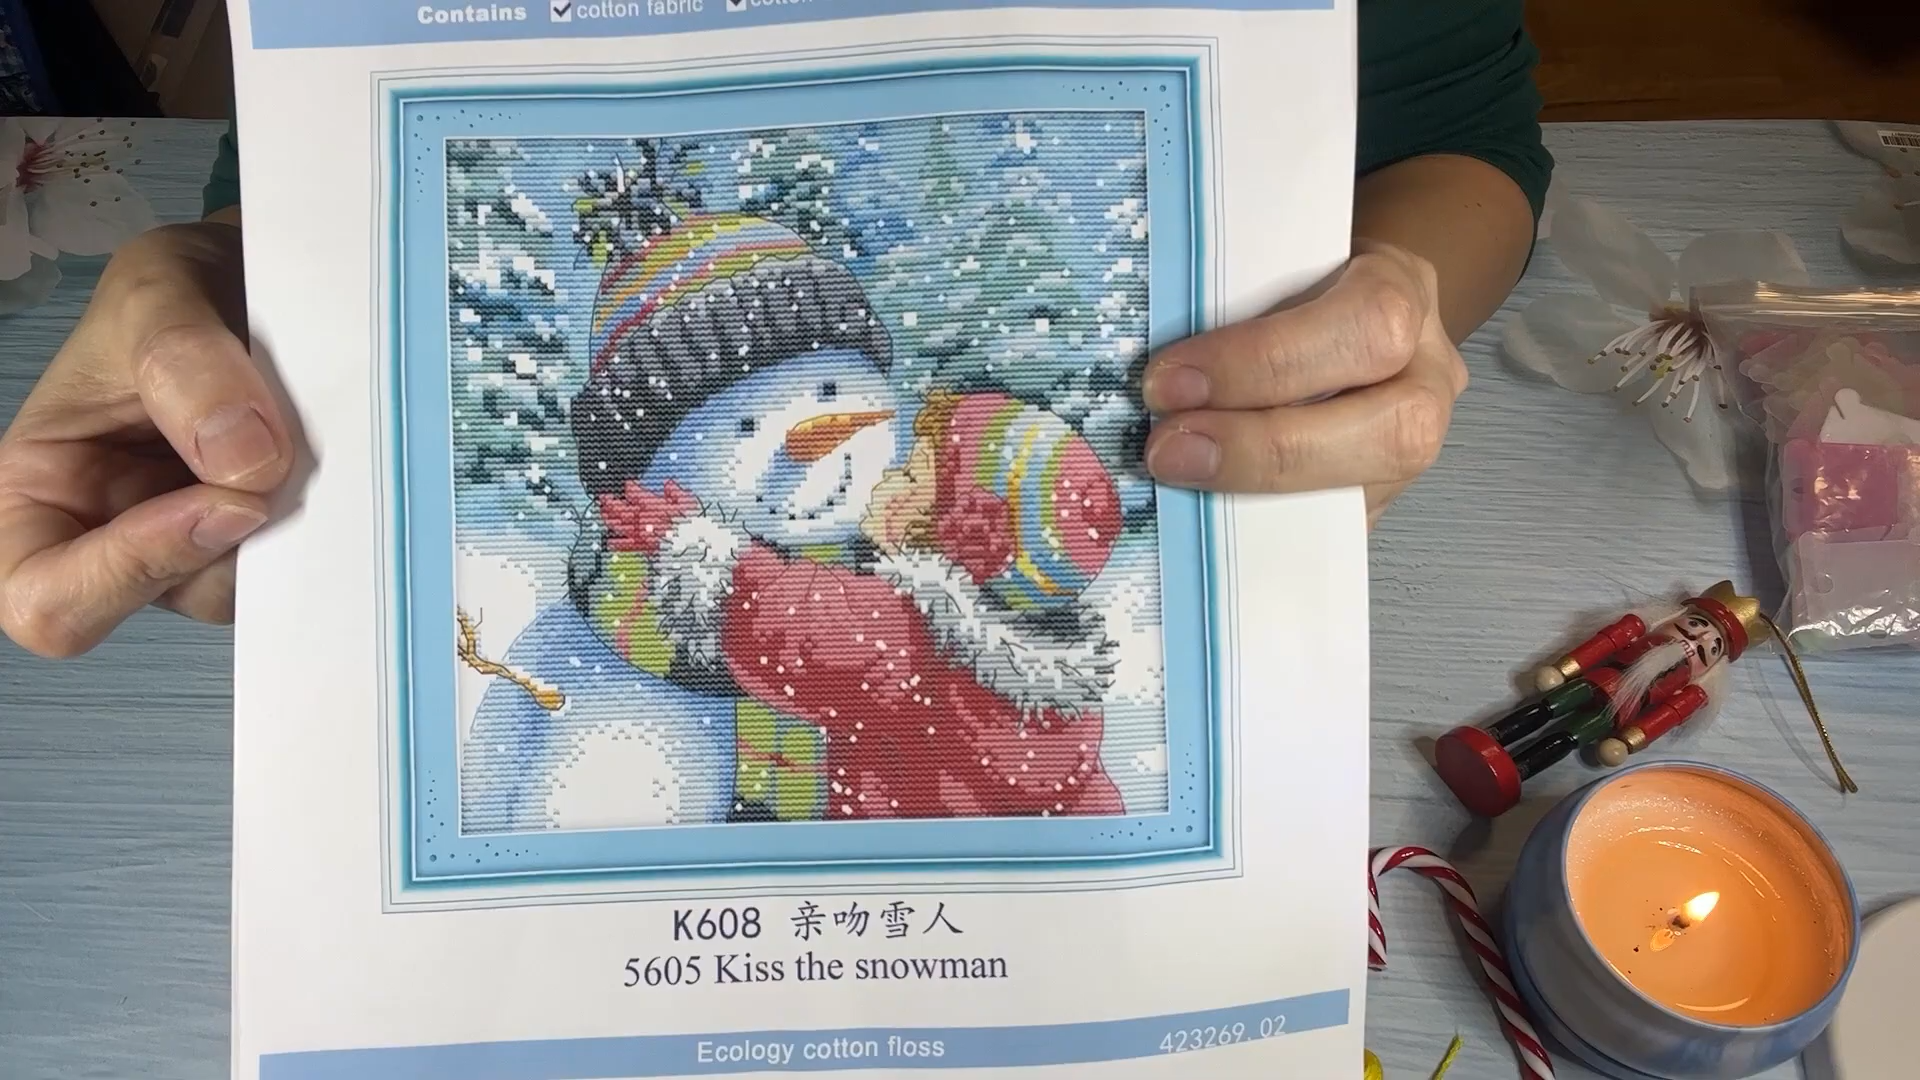 Contains cotton fabric
K608 亲吻雪人
5605 Kiss the snowman
Ecology cotton floss
423269.02